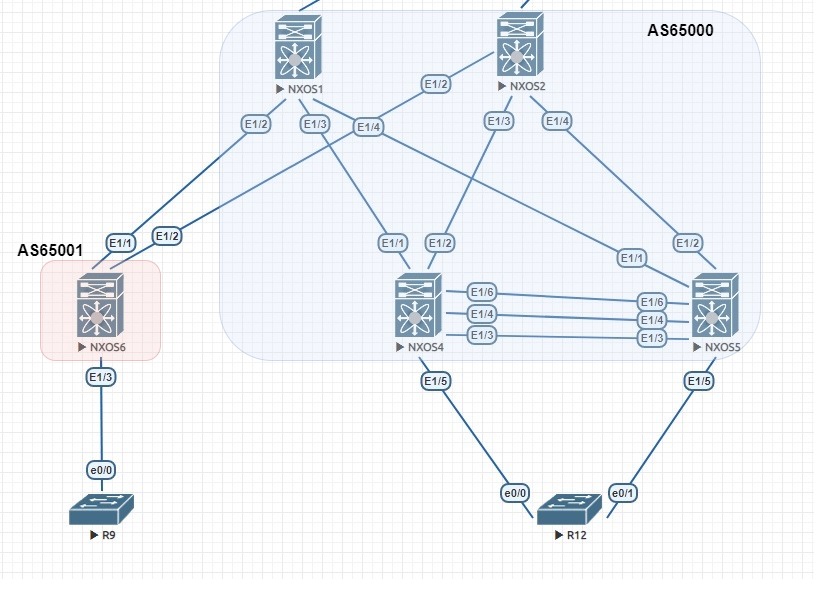 AS65000
NXOS1
NXOS2
E1/2
E1/2
E1/3
E1/4
E1/3
E1/4
E1/1
E1/2
E1/1
E1/2
E1/2
E1/1
AS65001
NXOS6
NXOS4
NXOS5
E1/6
E1/6
E1/4
E1/4
E1/3
E1/3
E1/3
E1/5
E1/5
e0/0
e0/0
e0/1
R9
R12